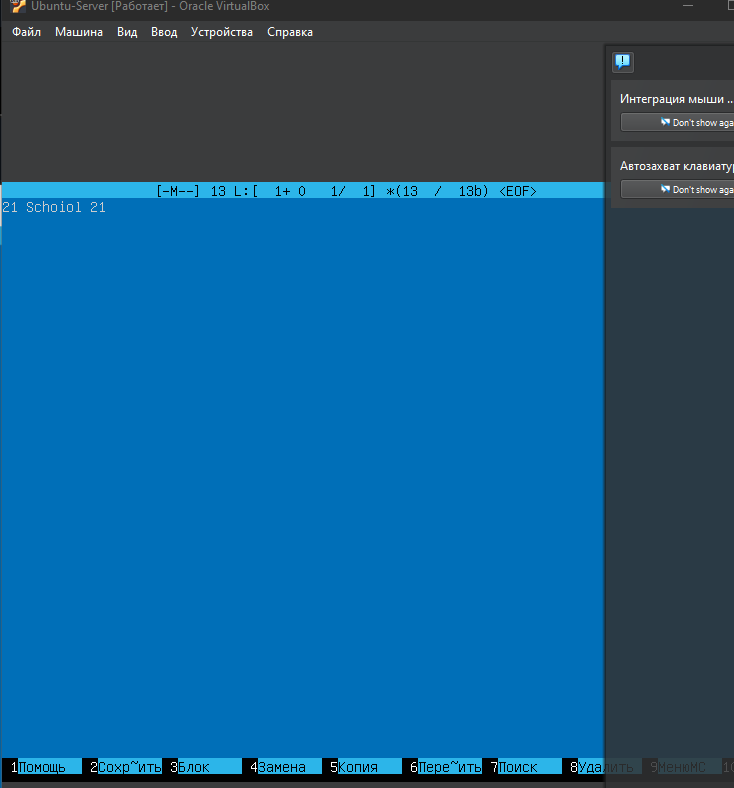 Ubuntu-Server [Работает] - Oracle VirtualBox
Файл Машина Вид Ввод Устройства Справка
Интеграция мыши ..
Don't show aga
Автозахват клавиатур
Don't show aga
[-M--] 13 L:[ 1+ 0 1/ 1] *(13 / 13b) <EOF>
21 Schoiol 21
1Помощь 2Сохр~ить 3Блок 4Замена 5Копия 6Пере~ить 7Поиск 8Удалить 9МенюМС 10